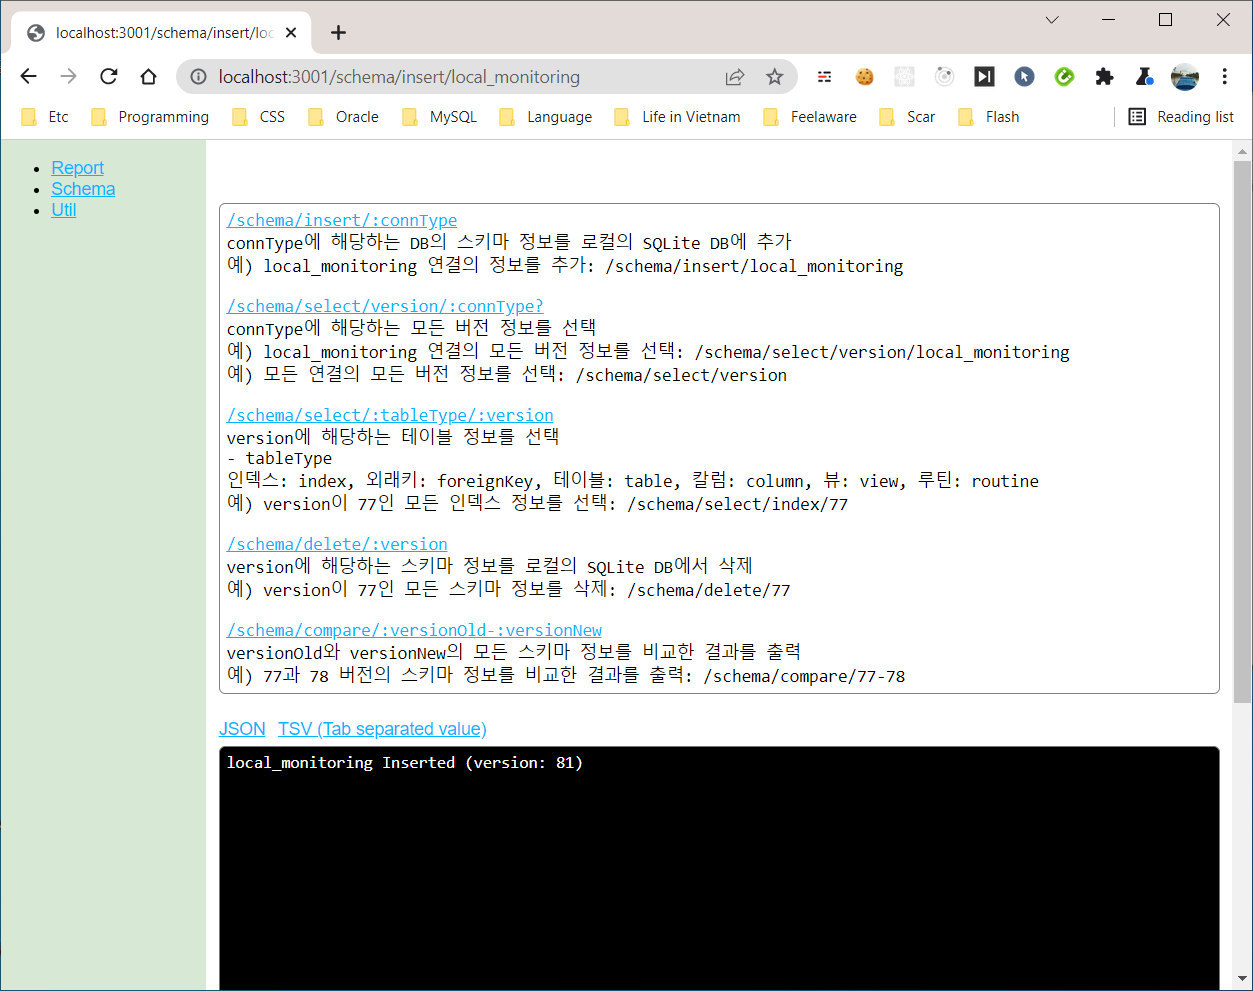 localhost:3001/schema/insert/loc
localhost:3001/schema/insert/local_monitoring
Etc
Programming
CSS
Oracle
MySQL
Language
Life in Vietnam
Feelaware
Scar
Flash
Reading list
Report
Schema
Util
/schema/insert/:connType
connType에 해당하는 DB의 스키마 정보를 로컬의 SQLite DB에 추가
예) local_monitoring 연결의 정보를 추가: /schema/insert/local_monitoring
/schema/select/version/:connType?
connType에 해당하는 모든 버전 정보를 선택
예) local_monitoring 연결의 모든 버전 정보를 선택: /schema/select/version/local_monitoring
예) 모든 연결의 모든 버전 정보를 선택: /schema/select/version
/schema/select/:tableType/:version
version에 해당하는 테이블 정보를 선택
- tableType
인덱스: index, 외래키: foreignKey, 테이블: table, 칼럼: column, 뷰: view, 루틴: routine
예) version이 77인 모든 인덱스 정보를 선택: /schema/select/index/77
/schema/delete/:version
version에 해당하는 스키마 정보를 로컬의 SQLite DB에서 삭제
예) version이 77인 모든 스키마 정보를 삭제: /schema/delete/77
/schema/compare/:versionOld-:versionNew
versionOld와 versionNew의 모든 스키마 정보를 비교한 결과를 출력
예) 77과 78 버전의 스키마 정보를 비교한 결과를 출력: /schema/compare/77-78
JSON TSV (Tab separated value)
local_monitoring Inserted (version: 81)